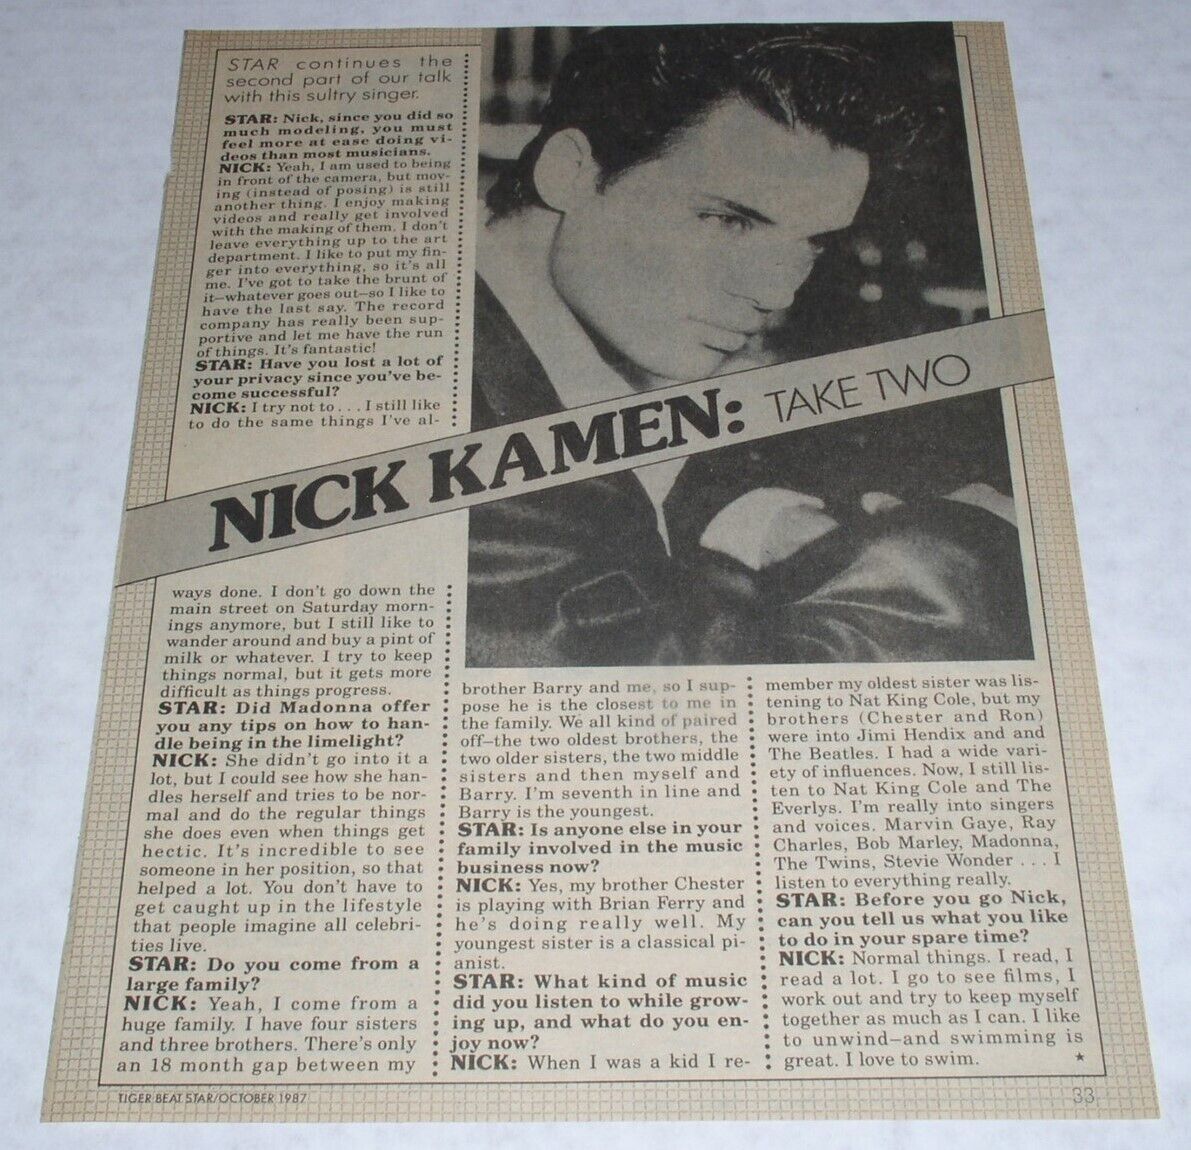 STAR continues the
second part of our talk
with this sultry singer.
STAR: Nick, since you did so
much modeling, you must
feel more at ease doing vi-
deos than most musicians.
NICK: Yeah, I am used to being
in front of the camera, but mov-
ing (instead of posing) is still
another thing. I enjoy making
videos and really get involved
with the making of them. I don't
leave everything up to the art
department. I like to put my fin-
ger into everything, so it's all
me. I've got to take the brunt of
it—whatever goes out—so I like to
have the last say. The record
company has really been sup-
portive and let me have the run
of things. It's fantastic!
STAR: Have you lost a lot of
your privacy since you've be-
come successful?
NICK: I try not to . . . I still like
to do the same things I've al-
NICK KAMEN: TAKE TWO
ways done. I don't go down the
main street on Saturday morn-
ings anymore, but I still like to
wander around and buy a pint of
milk or whatever. I try to keep
things normal, but it gets more
difficult as things progress.
STAR: Did Madonna offer
you any tips on how to han-
dle being in the limelight?
NICK: She didn't go into it a
lot, but I could see how she han-
dles herself and tries to be nor-
mal and do the regular things
she does even when things get
hectic. It's incredible to see
someone in her position, so that
helped a lot. You don't have to
get caught up in the lifestyle
that people imagine all celebri-
ties live.
STAR: Do you come from a
large family?
NICK: Yeah, I come from a
huge family. I have four sisters
and three brothers. There's only
an 18 month gap between my
brother Barry and me, so I sup-
pose he is the closest to me in
the family. We all kind of paired
off—the two oldest brothers, the
two older sisters, the two middle
sisters and then myself and
Barry. I'm seventh in line and
Barry is the youngest.
STAR: Is anyone else in your
family involved in the music
business now?
NICK: Yes, my brother Chester
is playing with Brian Ferry and
he's doing really well. My
youngest sister is a classical pi-
anist.
STAR: What kind of music
did you listen to while grow-
ing up, and what do you en-
joy now?
NICK: When I was a kid I re-
member my oldest sister was lis-
tening to Nat King Cole, but my
brothers (Chester and Ron)
were into Jimi Hendix and and
The Beatles. I had a wide vari-
ety of influences. Now, I still lis-
ten to Nat King Cole and The
Everlys. I'm really into singers
and voices. Marvin Gaye, Ray
Charles, Bob Marley, Madonna,
The Twins, Stevie Wonder . . . I
listen to everything really.
STAR: Before you go Nick,
can you tell us what you like
to do in your spare time?
NICK: Normal things. I read, I
read a lot. I go to see films, I
work out and try to keep myself
together as much as I can. I like
to unwind—and swimming is
great. I love to swim. ★
TIGER BEAT STAR/OCTOBER 1987
33